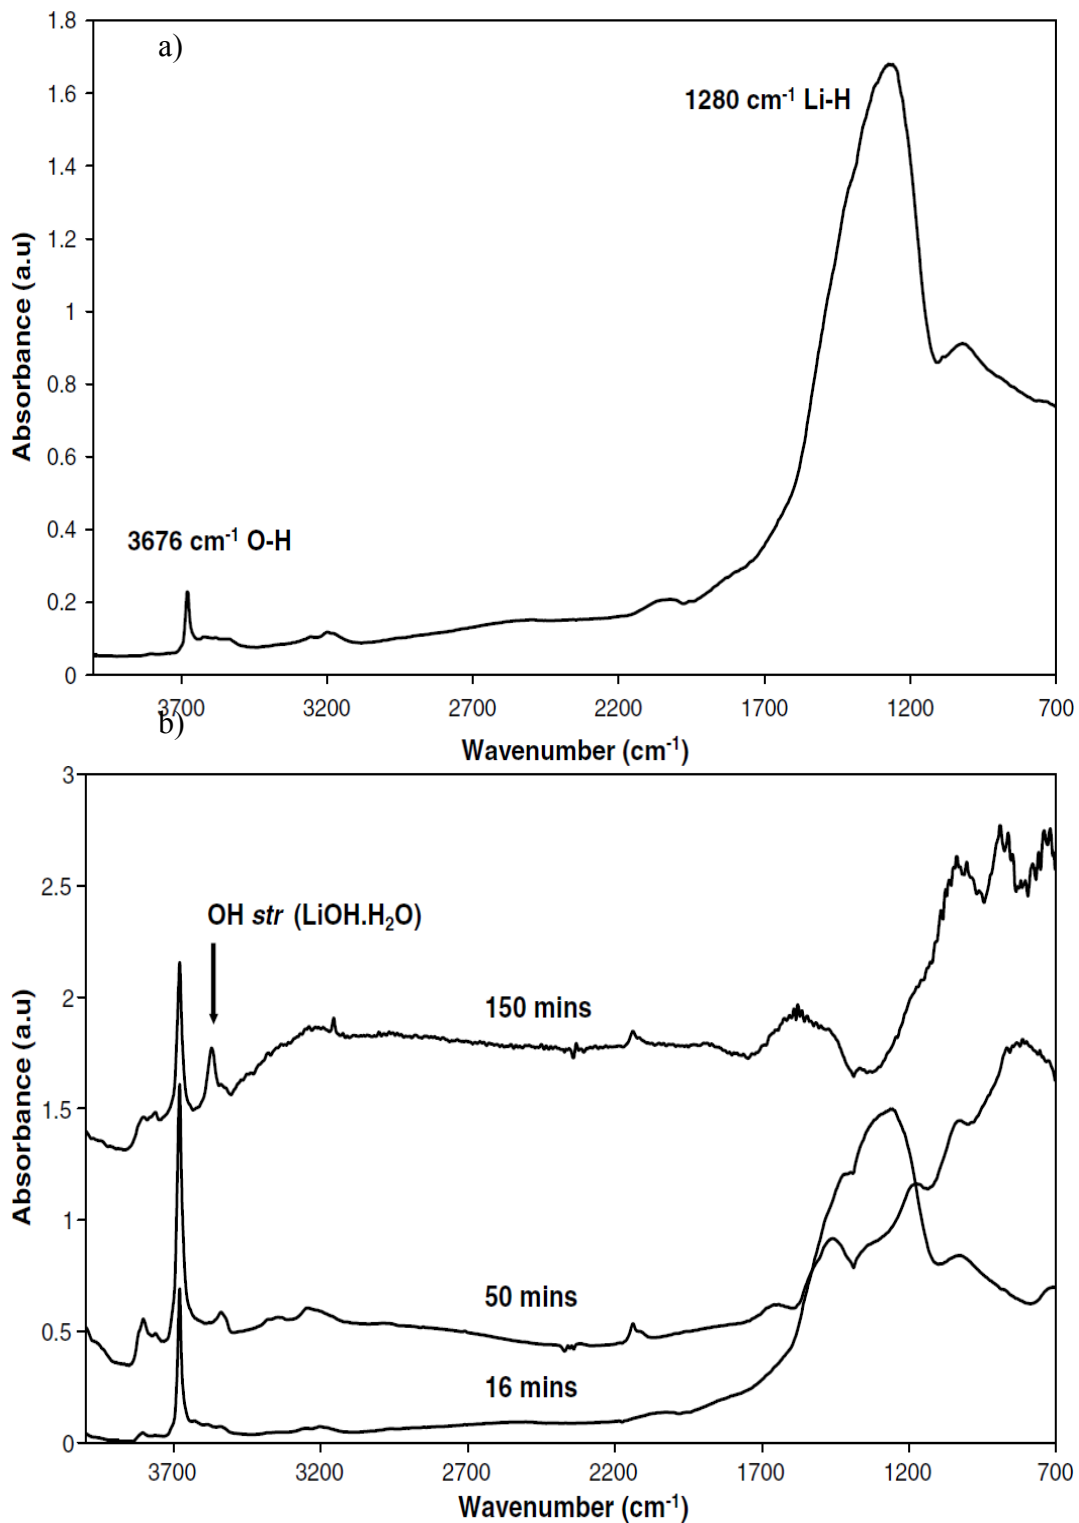 a)
1.8
1.6
1.4
1.2
1
0.8
0.6
0.4
0.2
0
Absorbance (a.u)
1280 cm⁻¹ Li-H
3676 cm⁻¹ O-H
3700 3200 2700 2200 1700 1200 700
Wavenumber (cm⁻¹)
b)
3
2.5
2
1.5
1
0.5
0
Absorbance (a.u)
OH str (LiOH.H₂O)
150 mins
50 mins
16 mins
3700 3200 2700 2200 1700 1200 700
Wavenumber (cm⁻¹)